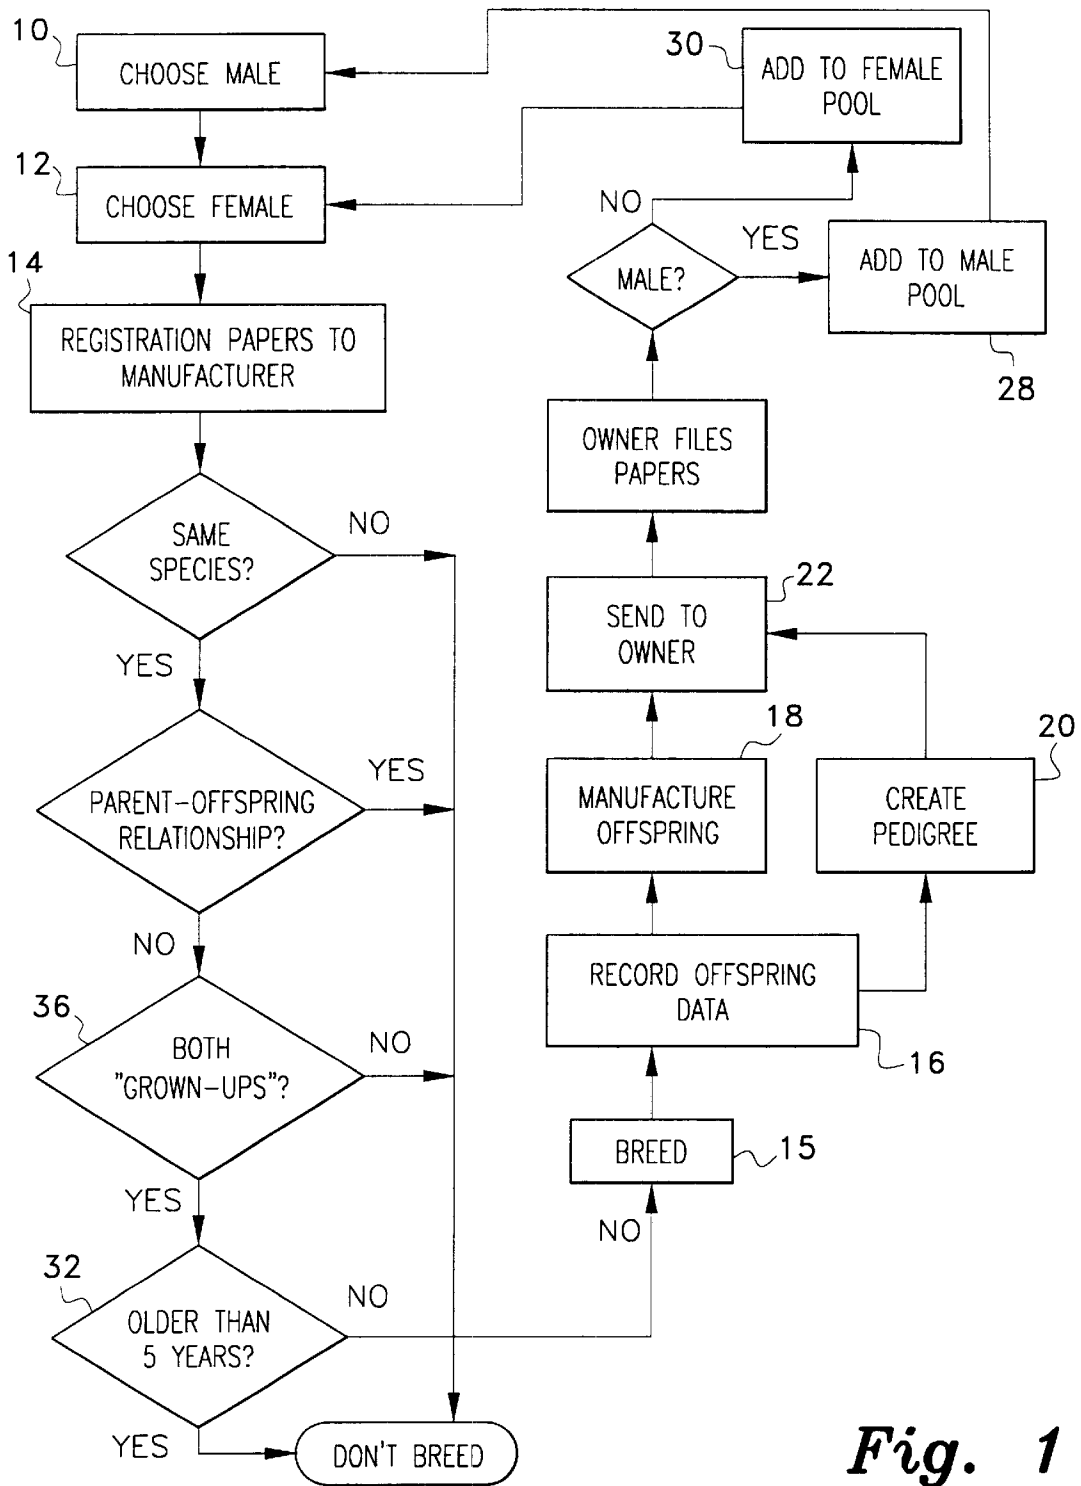 10
CHOOSE MALE
12
CHOOSE FEMALE
14
REGISTRATION PAPERS TO
MANUFACTURER
SAME
SPECIES?
NO
YES
PARENT-OFFSPRING
RELATIONSHIP?
YES
NO
36
BOTH
"GROWN-UPS"?
NO
YES
32
OLDER THAN
5 YEARS?
NO
YES
DON'T BREED
NO
BREED
15
RECORD OFFSPRING
DATA
16
MANUFACTURE
OFFSPRING
18
CREATE
PEDIGREE
20
SEND TO
OWNER
22
OWNER FILES
PAPERS
MALE?
NO
YES
ADD TO FEMALE
POOL
30
ADD TO MALE
POOL
28
Fig. 1